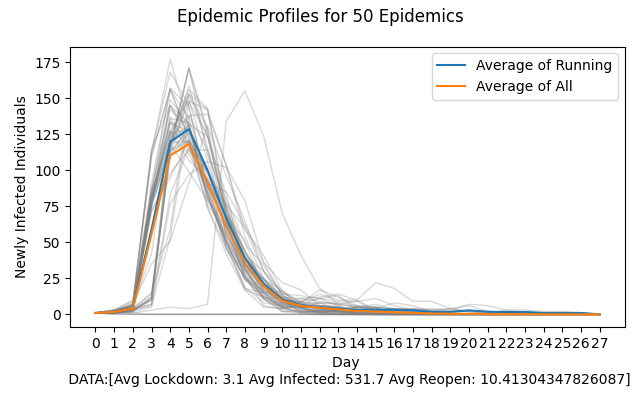 Epidemic Profiles for 50 Epidemics
Average of Running
Average of All
Newly Infected Individuals
175
150
125
100
75
50
25
0
0 1 2 3 4 5 6 7 8 9 10 11 12 13 14 15 16 17 18 19 20 21 22 23 24 25 26 27
Day
DATA:[Avg Lockdown: 3.1 Avg Infected: 531.7 Avg Reopen: 10.41304347826087]